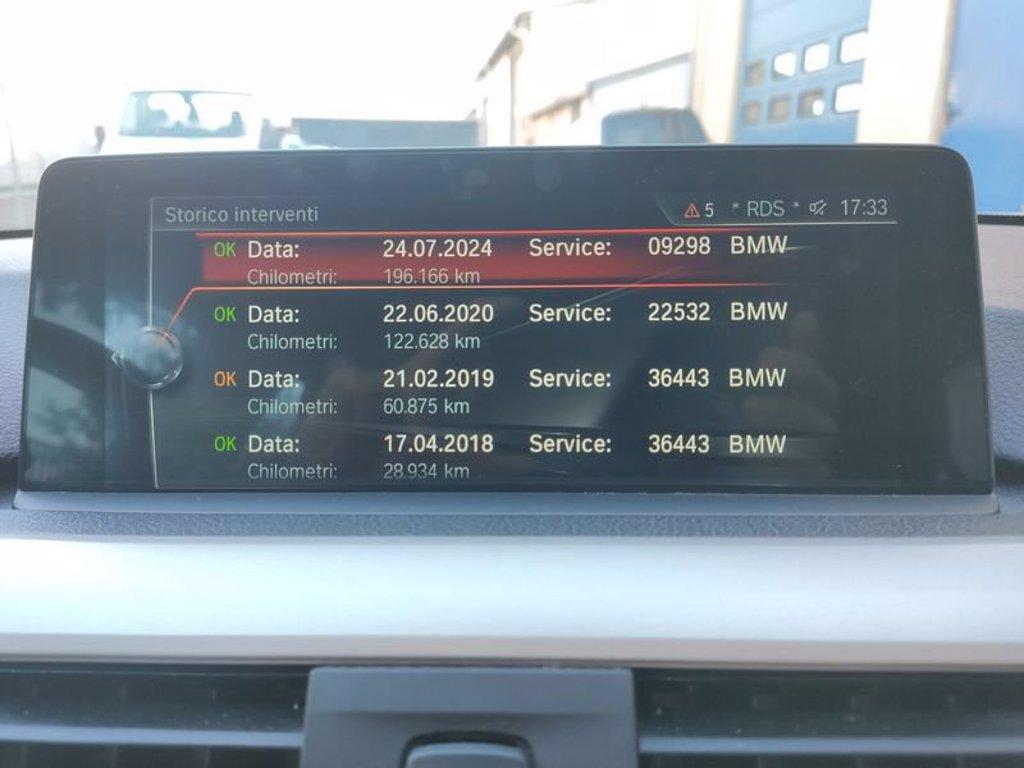 Storico interventi 5 * RDS * 17:33
OK Data: 24.07.2024 Service: 09298 BMW
Chilometri: 196.166 km
OK Data: 22.06.2020 Service: 22532 BMW
Chilometri: 122.628 km
OK Data: 21.02.2019 Service: 36443 BMW
Chilometri: 60.875 km
OK Data: 17.04.2018 Service: 36443 BMW
Chilometri: 28.934 km